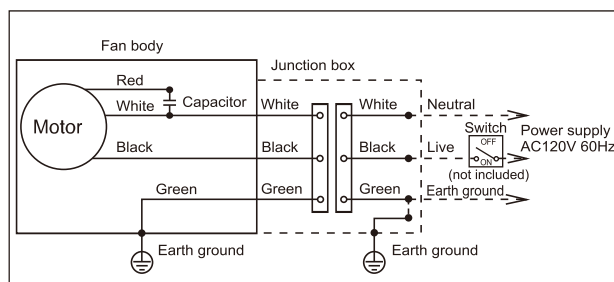 Fan body
Junction box
Red
White
Capacitor
White
White
Neutral
Motor
Switch
OFF
ON
(not included)
Power supply
AC120V 60Hz
Black
Black
Black
Live
Green
Green
Green
Earth ground
Earth ground
Earth ground